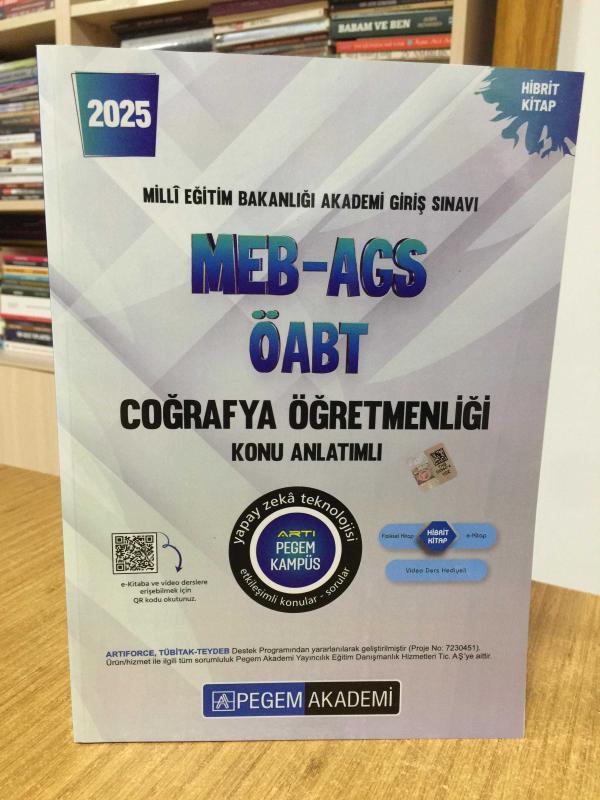 BABAM VE BEN
2025
HİBRİT
KİTAP
MİLLÎ EĞİTİM BAKANLIĞI AKADEMİ GİRİŞ SINAVI
MEB-AGS
ÖABT
COĞRAFYA ÖĞRETMENLİĞİ
KONU ANLATIMLI
yapay zekâ teknolojisi
ARTI
PEGEM
KAMPÜS
etkileşimli konular - sorular
Fiziksel Kitap
HİBRİT
KİTAP
e-Kitap
Video Ders Hediyeli
e-Kitaba ve video derslere
erişebilmek için
QR kodu okutunuz.
ARTIFORCE, TÜBİTAK-TEYDEB Destek Programından yararlanılarak geliştirilmiştir (Proje No: 7230451).
Ürün/hizmet ile ilgili tüm sorumluluk Pegem Akademi Yayıncılık Eğitim Danışmanlık Hizmetleri Tic. AŞ'ye aittir.
PEGEM AKADEMİ